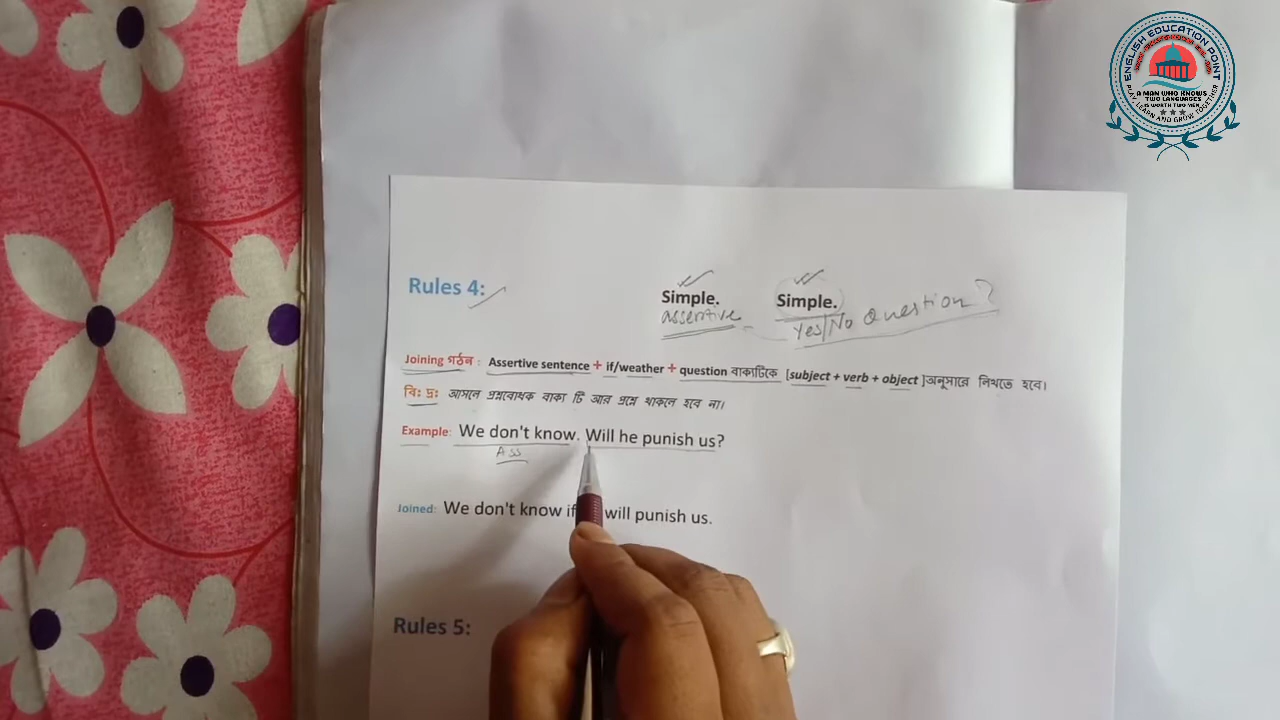 ENGLISH EDUCATION POINT
A MAN WHO KNOWS
TWO LANGUAGES
IS WORTH TWO MEN
PLAY, LEARN AND GROW TOGETHER
Rules 4:
Simple. Simple.
assertive Yes/No Question?
Joining গঠন : Assertive sentence + if/weather + question বাক্যটিকে [subject + verb + object ]অনুসারে লিখতে হবে।
বিঃ দ্রঃ আসলে প্রশ্নবোধক বাক্য টি আর প্রশ্নে থাকলে হবে না।
Example: We don't know. Will he punish us?
Ass
Joined: We don't know if will punish us.
Rules 5: